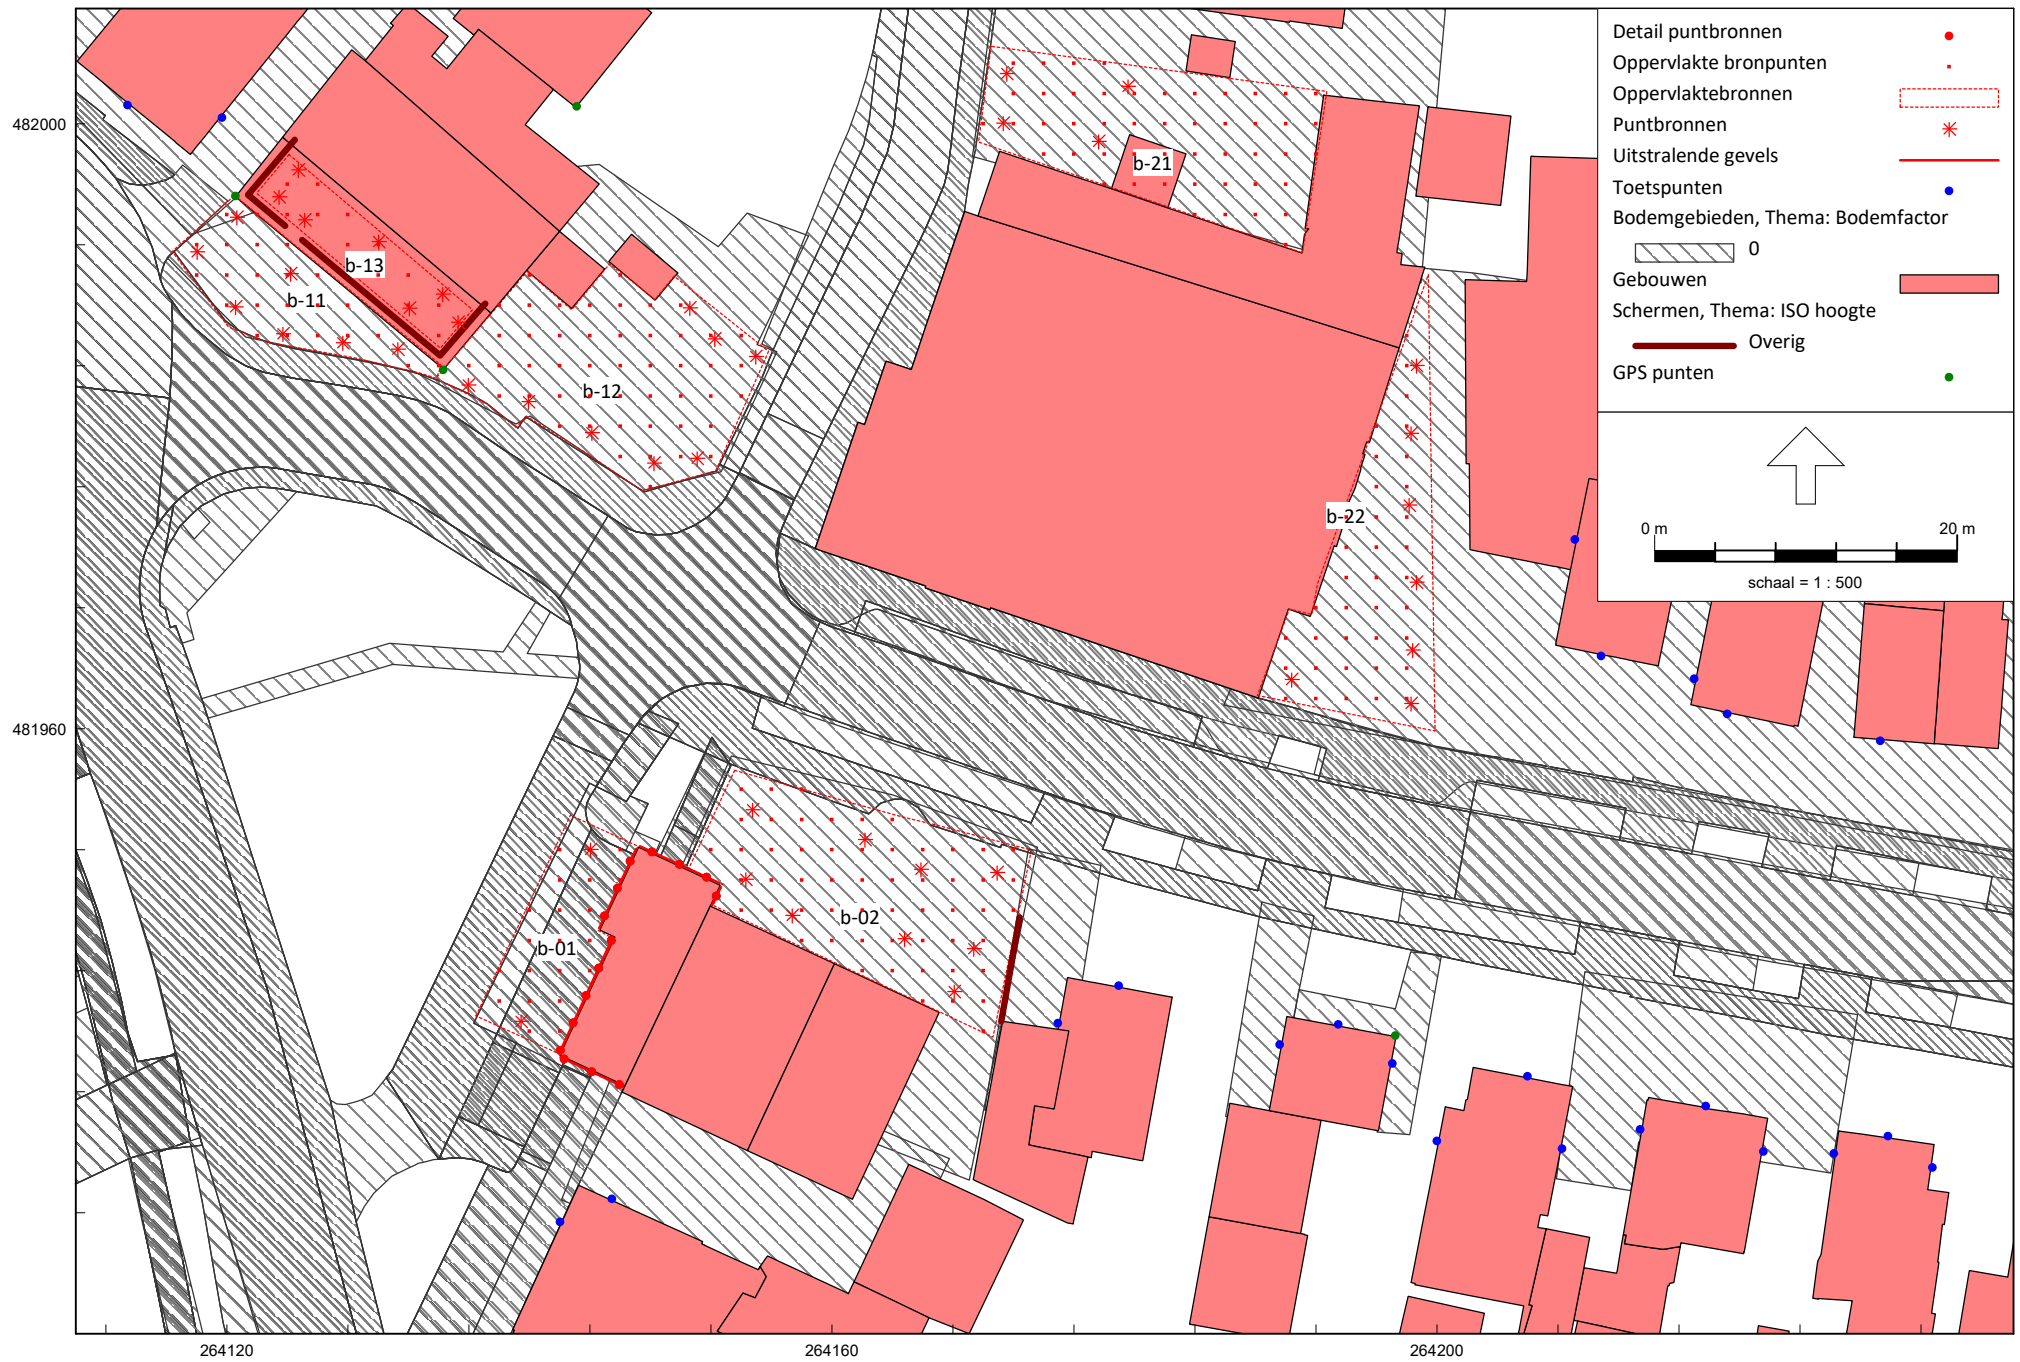 Detail puntbronnen
Oppervlakte bronpunten
Oppervlaktebronnen
Puntbronnen
Uitstralende gevels
Toetspunten
Bodemgebieden, Thema: Bodemfactor
0
Gebouwen
Schermen, Thema: ISO hoogte
Overig
GPS punten
0 m 20 m
schaal = 1 : 500
482000
481960
b-21
b-13
b-11
b-12
b-22
b-02
b-01
264120 264160 264200